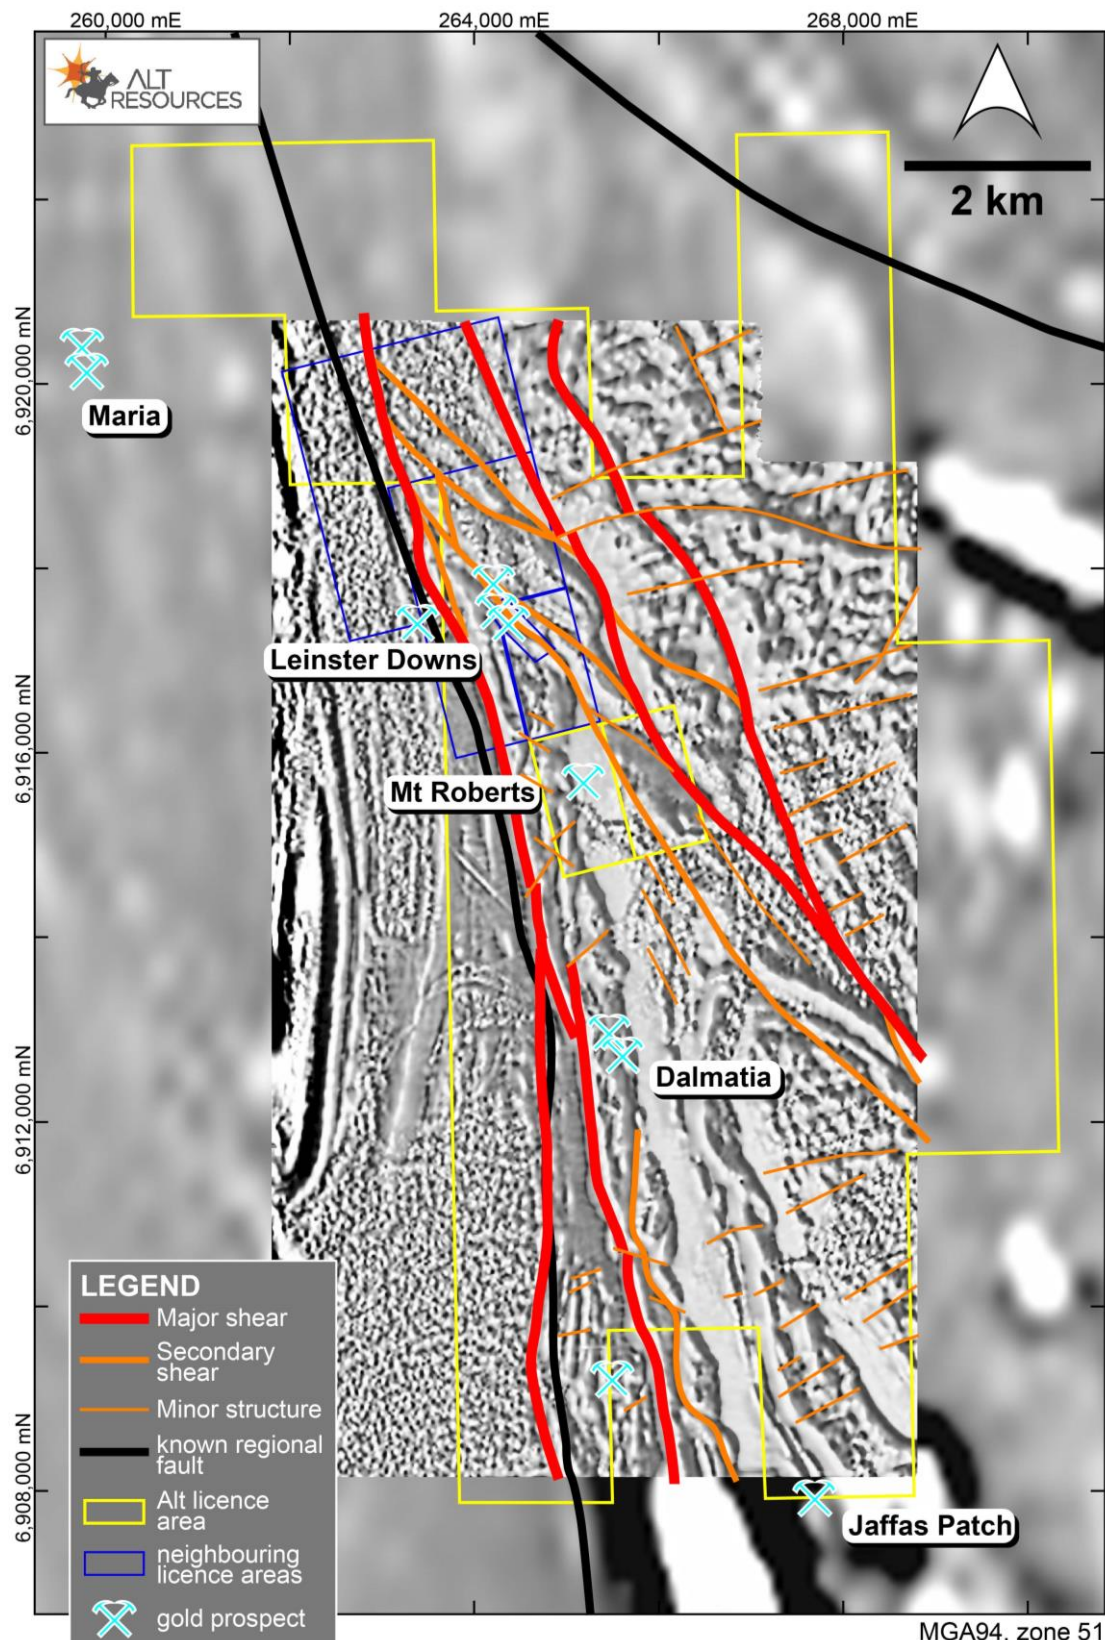 260,000 mE
264,000 mE
268,000 mE
ALT
RESOURCES
2 km
6,920,000 mN
Maria
Leinster Downs
6,916,000 mN
Mt Roberts
6,912,000 mN
Dalmatia
6,908,000 mN
Jaffas Patch
LEGEND
Major shear
Secondary
shear
Minor structure
known regional
fault
Alt licence
area
neighbouring
licence areas
gold prospect
MGA94, zone 51